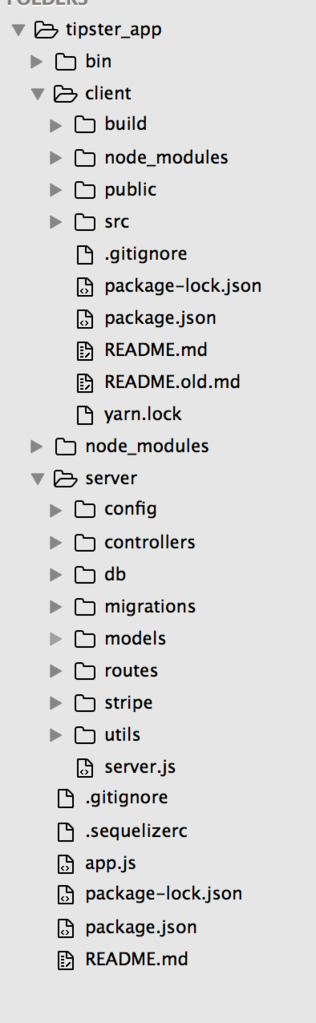 FOLDERS
tipster_app
bin
client
build
node_modules
public
src
.gitignore
package-lock.json
package.json
README.md
README.old.md
yarn.lock
node_modules
server
config
controllers
db
migrations
models
routes
stripe
utils
server.js
.gitignore
.sequelizerc
app.js
package-lock.json
package.json
README.md